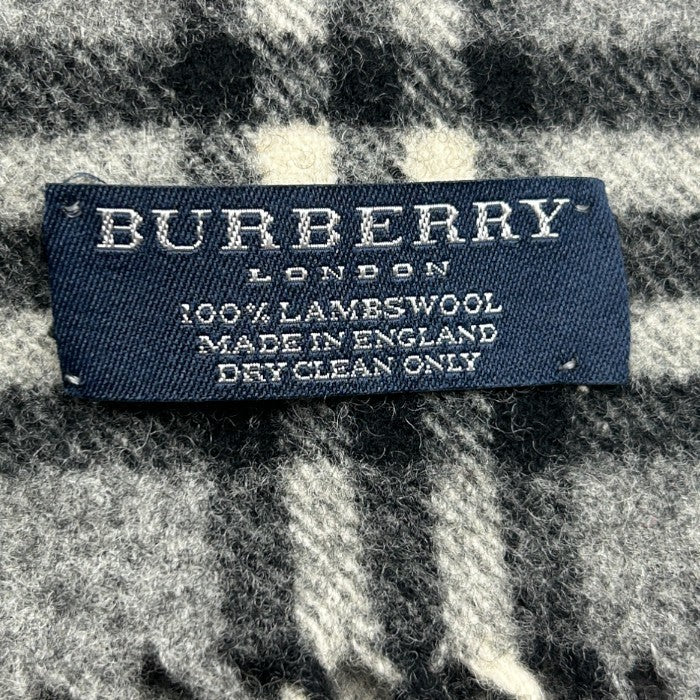 BURBERRY
LONDON
100% LAMBSWOOL
MADE IN ENGLAND
DRY CLEAN ONLY